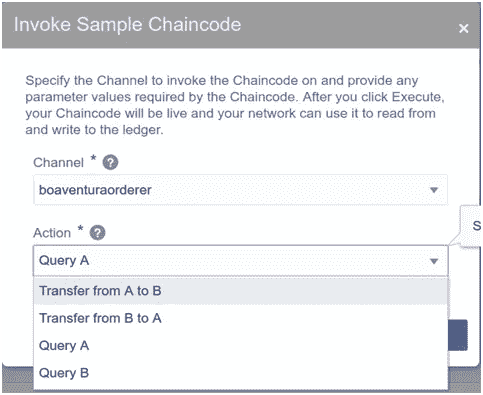 Invoke Sample Chaincode
×
Specify the Channel to invoke the Chaincode on and provide any
parameter values required by the Chaincode. After you click Execute,
your Chaincode will be live and your network can use it to read from
and write to the ledger.
Channel * ?
boaventuraorderer
Action * ?
S
Query A
Transfer from A to B
Transfer from B to A
Query A
Query B